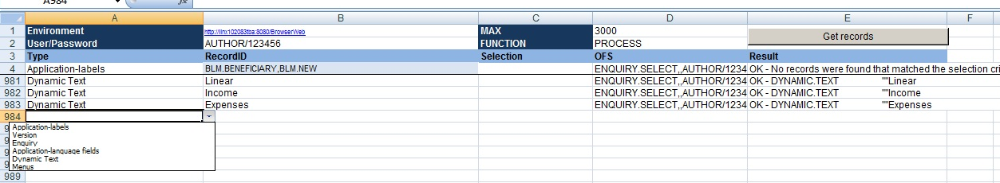 A984
A B C D E F
1 Environment http://linx102083tba:8080/BrowserWeb MAX 3000 Get records
2 User/Password AUTHOR/123456 FUNCTION PROCESS
3 Type RecordID Selection OFS Result
4 Application-labels BLM.BENEFICIARY,BLM.NEW ENQUIRY.SELECT,,AUTHOR/1234 OK - No records were found that matched the selection cri
981 Dynamic Text Linear ENQUIRY.SELECT,,AUTHOR/1234 OK - DYNAMIC.TEXT ""Linear
982 Dynamic Text Income ENQUIRY.SELECT,,AUTHOR/1234 OK - DYNAMIC.TEXT ""Income
983 Dynamic Text Expenses ENQUIRY.SELECT,,AUTHOR/1234 OK - DYNAMIC.TEXT ""Expenses
984
Application-labels
Version
Enquiry
Application-language fields
Dynamic Text
Menus
989